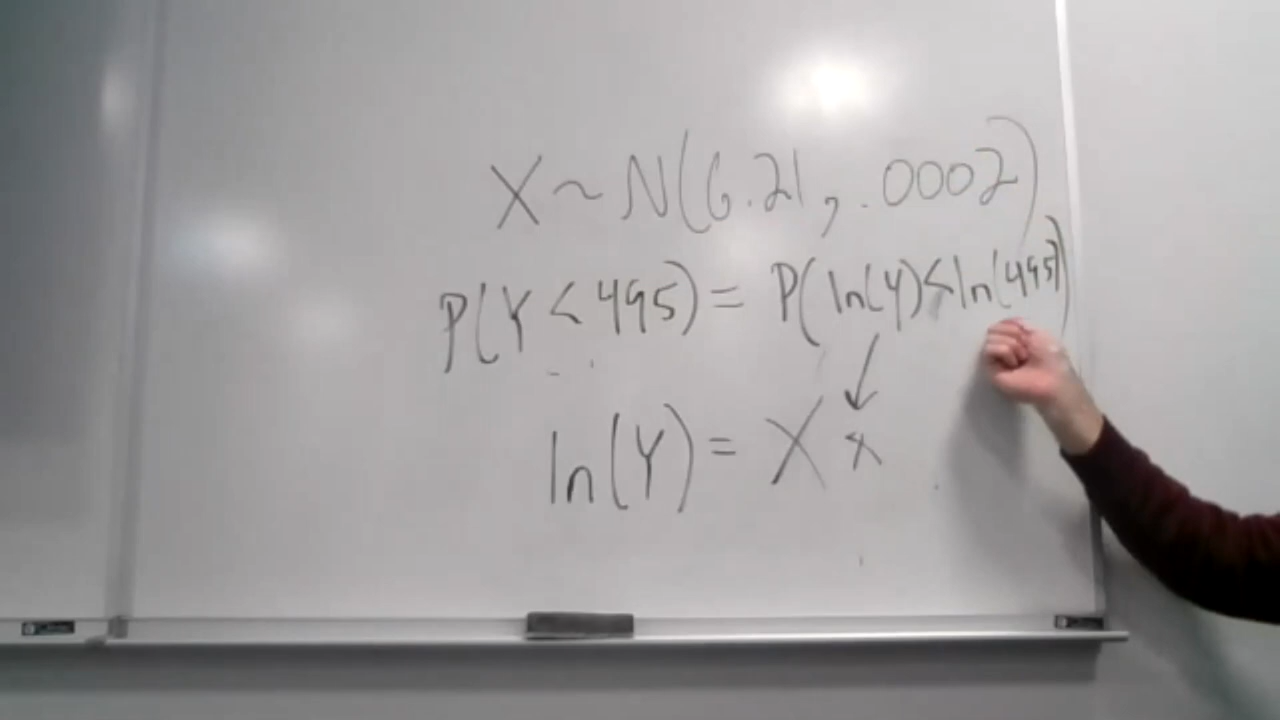 X ~ N(6.21, .0002)
P(Y < 495) = P(ln(Y) < ln(495))
ln(Y) = X x